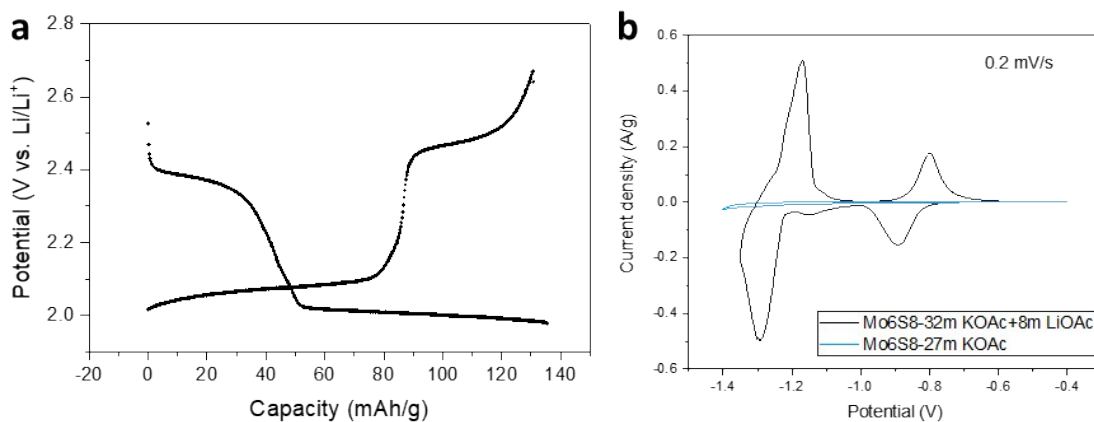 a
2.8
2.6
2.4
2.2
2.0
Potential (V vs. Li/Li⁺)
-20 0 20 40 60 80 100 120 140
Capacity (mAh/g)
b
0.6
0.4
0.2
0.0
-0.2
-0.4
-0.6
Current density (A/g)
0.2 mV/s
Mo6S8-32m KOAc+8m LiOAc
Mo6S8-27m KOAc
-1.4 -1.2 -1.0 -0.8 -0.6 -0.4
Potential (V)